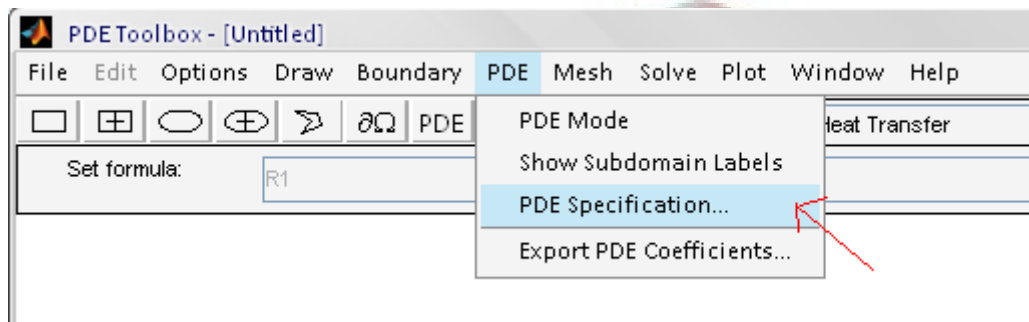 PDE Toolbox - [Untitled]
File Edit Options Draw Boundary PDE Mesh Solve Plot Window Help
∂Ω PDE Heat Transfer
Set formula: R1
PDE Mode
Show Subdomain Labels
PDE Specification...
Export PDE Coefficients...